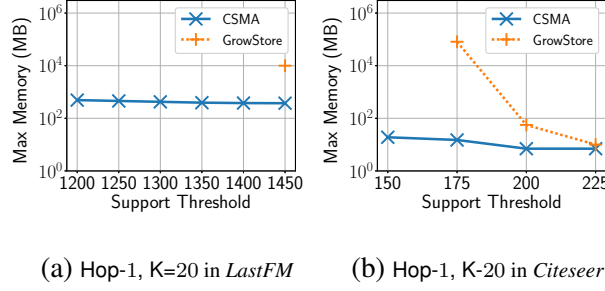 10^6
10^4
10^2
10^0
Max Memory (MB)
CSMA
GrowStore
1200 1250 1300 1350 1400 1450
Support Threshold
(a) Hop-1, K=20 in LastFM
10^6
10^4
10^2
10^0
Max Memory (MB)
CSMA
GrowStore
150 175 200 225
Support Threshold
(b) Hop-1, K-20 in Citeseer